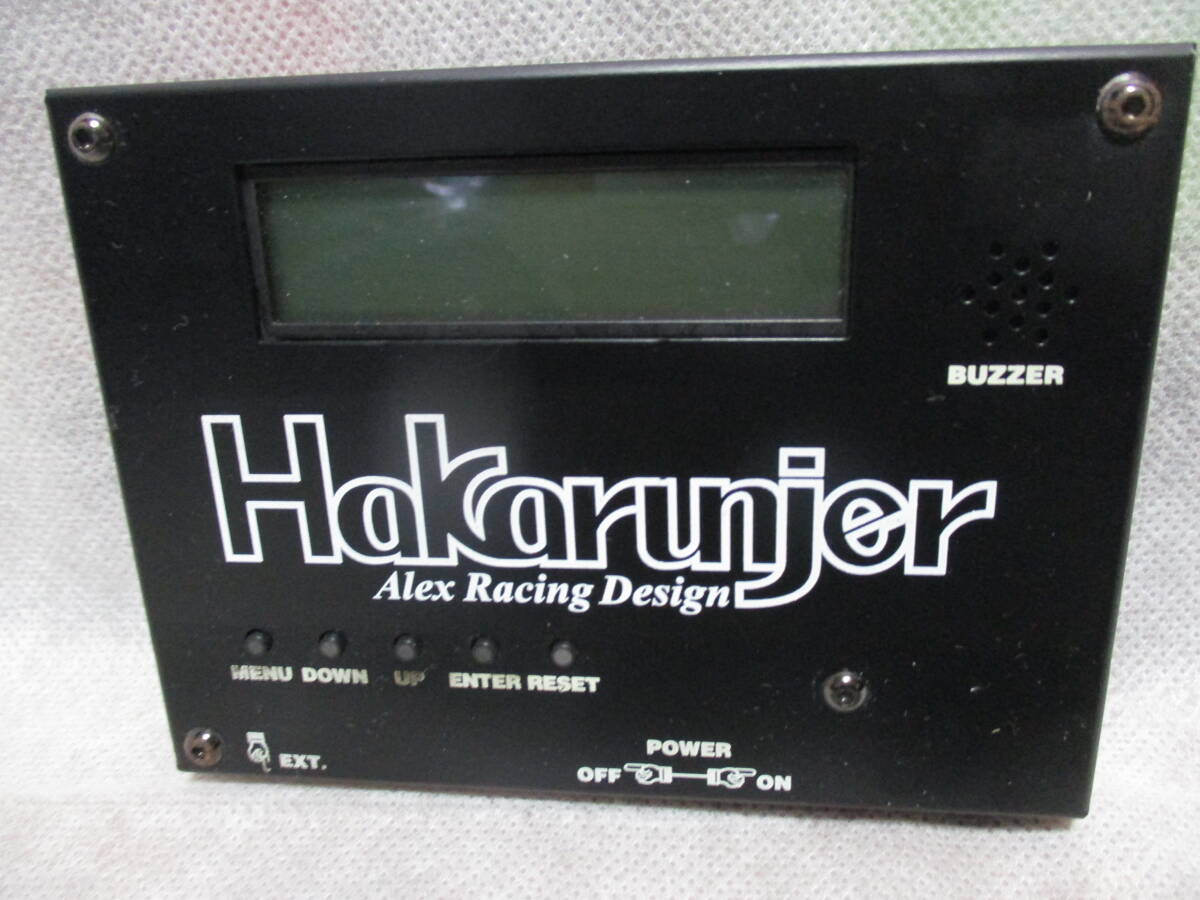 BUZZER
Hakarunjer
Alex Racing Design
MENU DOWN UP ENTER RESET
EXT.
POWER
OFF ON